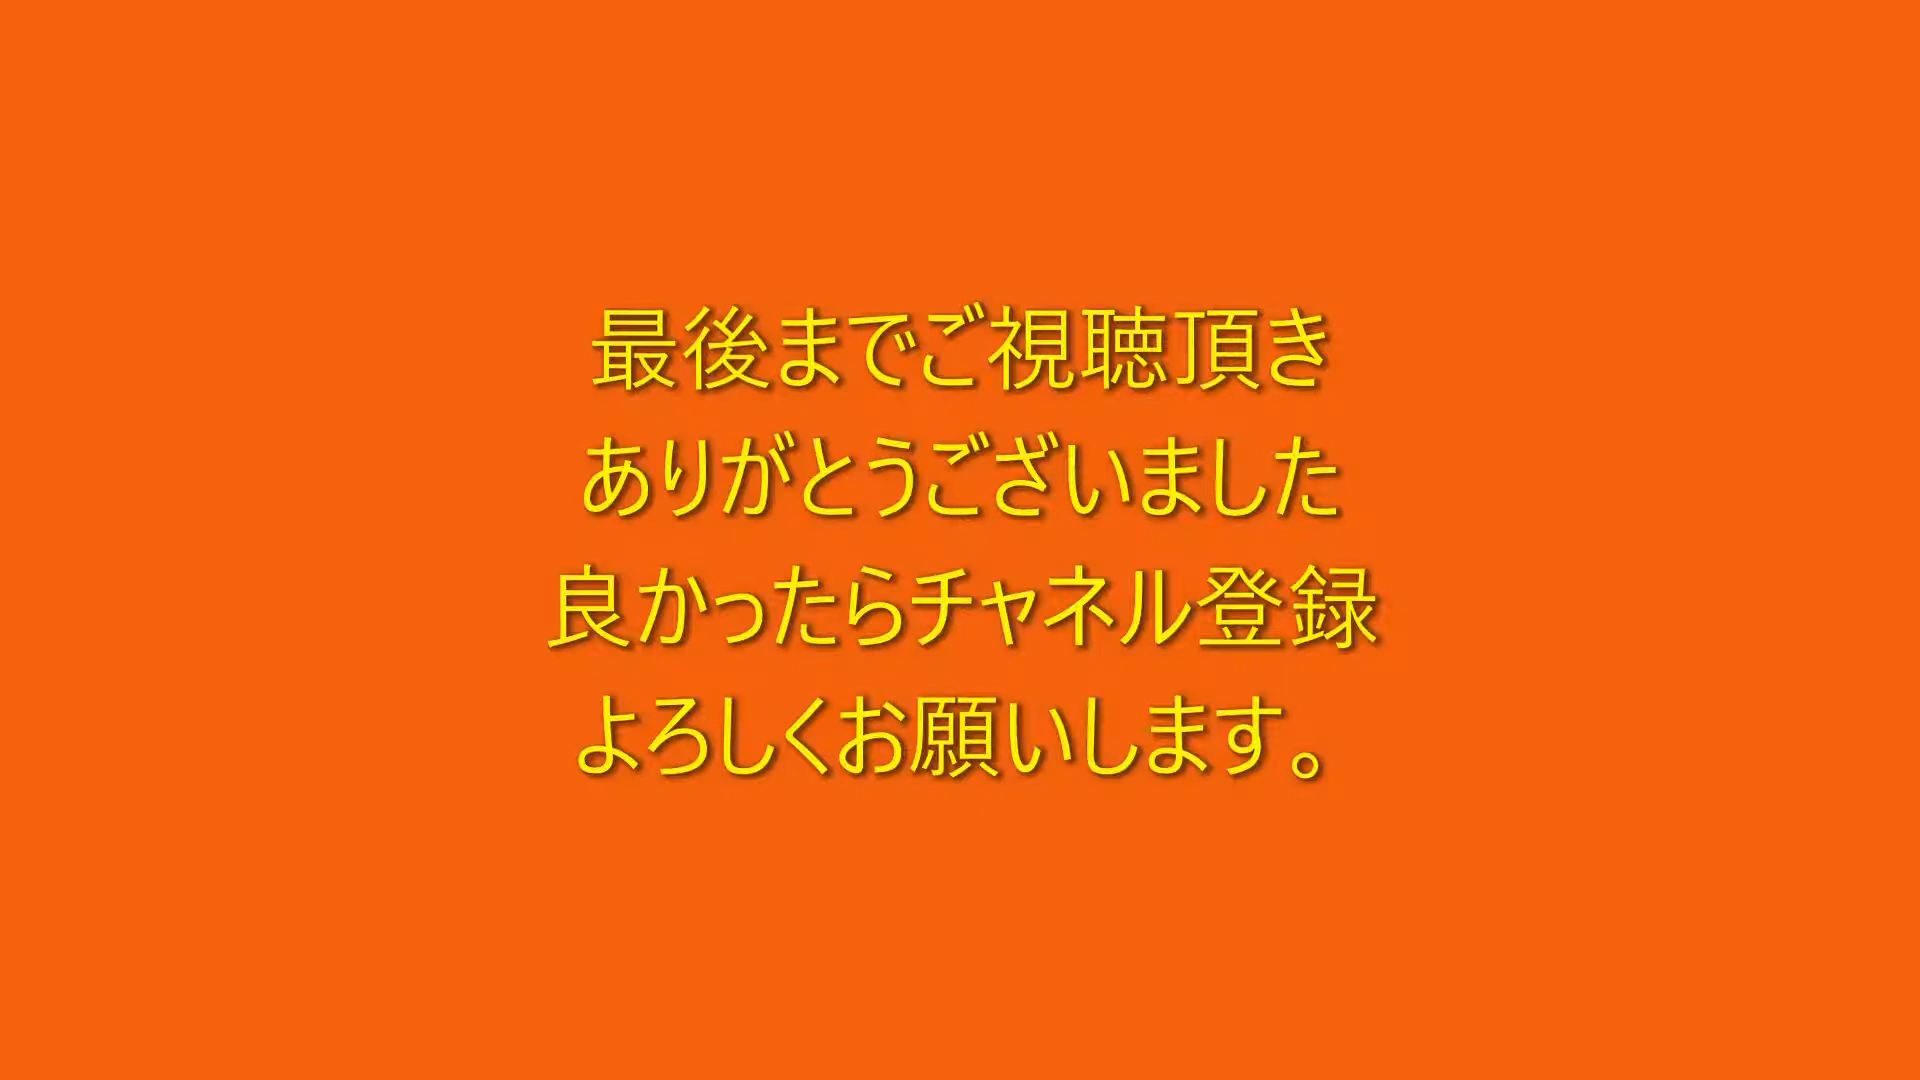 最後までご視聴頂き
ありがとうございました
良かったらチャネル登録
よろしくお願いします。